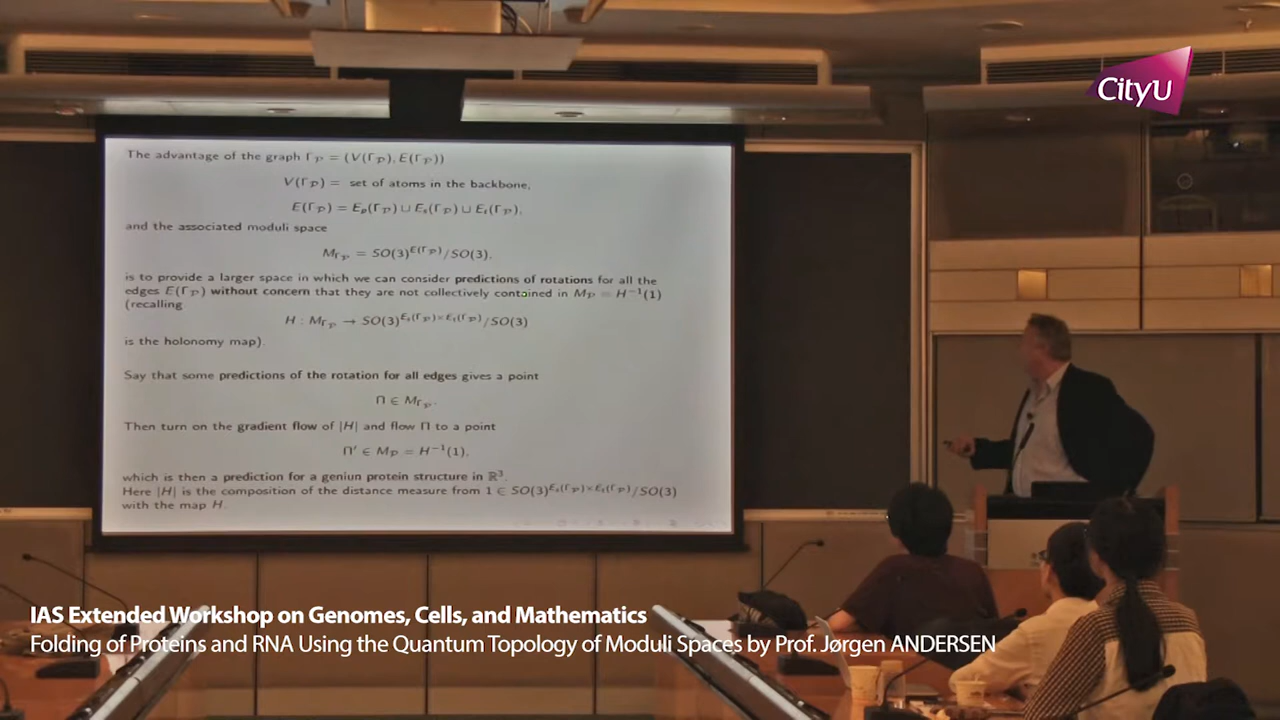 CityU
The advantage of the graph Γ_𝒫 = (V(Γ_𝒫), E(Γ_𝒫))
V(Γ_𝒫) = set of atoms in the backbone,
E(Γ_𝒫) = E_p(Γ_𝒫) ∪ E_s(Γ_𝒫) ∪ E_t(Γ_𝒫),
and the associated moduli space
M_{Γ_𝒫} = SO(3)^{E(Γ_𝒫)}/SO(3).
is to provide a larger space in which we can consider predictions of rotations for all the
edges E(Γ_𝒫) without concern that they are not collectively contained in M_𝒫 = H^{-1}(1)
(recalling
H : M_{Γ_𝒫} → SO(3)^{E_s(Γ_𝒫)×E_t(Γ_𝒫)}/SO(3)
is the holonomy map).
Say that some predictions of the rotation for all edges gives a point
Π ∈ M_{Γ_𝒫}.
Then turn on the gradient flow of |H| and flow Π to a point
Π′ ∈ M_𝒫 = H^{-1}(1),
which is then a prediction for a geniun protein structure in ℝ^3.
Here |H| is the composition of the distance measure from 1 ∈ SO(3)^{E_s(Γ_𝒫)×E_t(Γ_𝒫)}/SO(3)
with the map H.
IAS Extended Workshop on Genomes, Cells, and Mathematics
Folding of Proteins and RNA Using the Quantum Topology of Moduli Spaces by Prof. Jørgen ANDERSEN